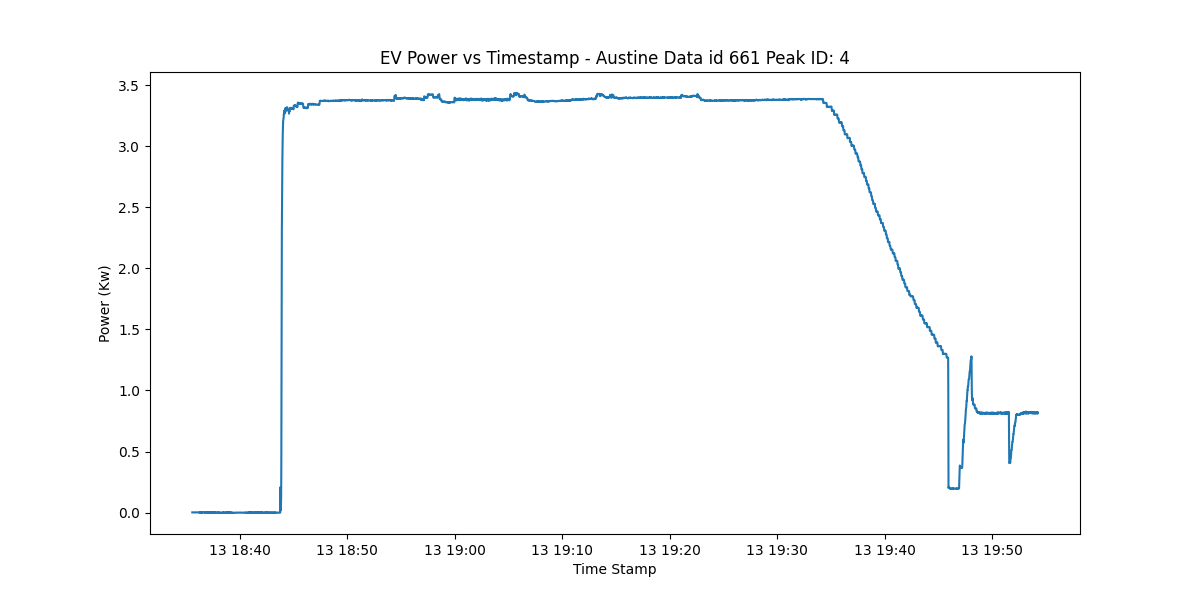 EV Power vs Timestamp - Austine Data id 661 Peak ID: 4
3.5
3.0
2.5
2.0
1.5
1.0
0.5
0.0
Power (Kw)
13 18:40 13 18:50 13 19:00 13 19:10 13 19:20 13 19:30 13 19:40 13 19:50
Time Stamp